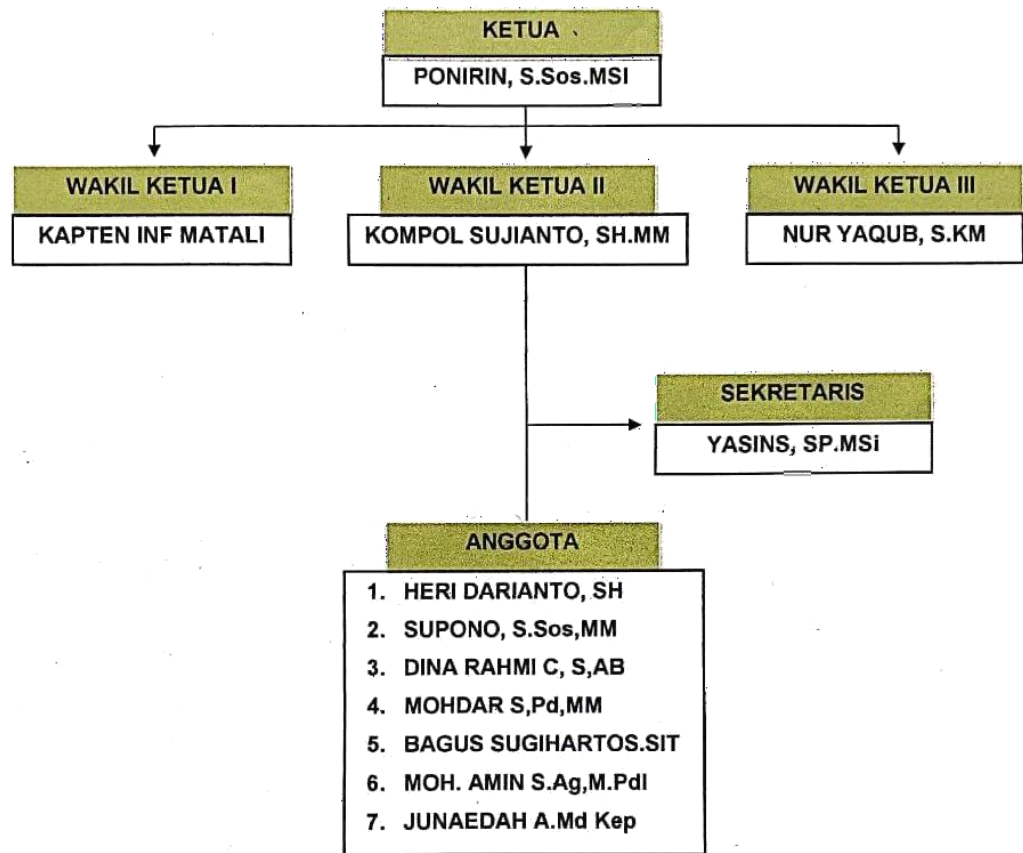 KETUA
PONIRIN, S.Sos.MSI
WAKIL KETUA I
KAPTEN INF MATALI
WAKIL KETUA II
KOMPOL SUJIANTO, SH.MM
WAKIL KETUA III
NUR YAQUB, S.KM
SEKRETARIS
YASINS, SP.MSi
ANGGOTA
1. HERI DARIANTO, SH
2. SUPONO, S.Sos,MM
3. DINA RAHMI C, S,AB
4. MOHDAR S,Pd,MM
5. BAGUS SUGIHARTOS.SIT
6. MOH. AMIN S.Ag,M.PdI
7. JUNAEDAH A.Md Kep